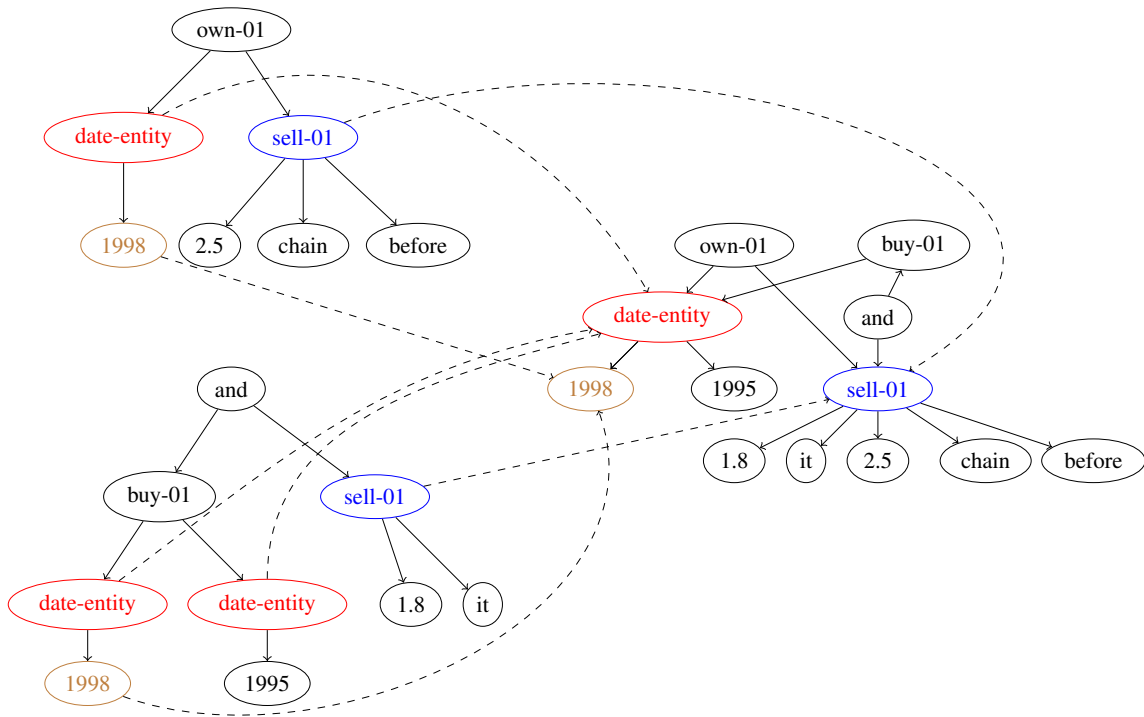 own-01
date-entity
sell-01
1998
2.5
chain
before
own-01
buy-01
date-entity
and
1998
1995
sell-01
1.8
it
2.5
chain
before
and
buy-01
sell-01
date-entity
date-entity
1.8
it
1998
1995